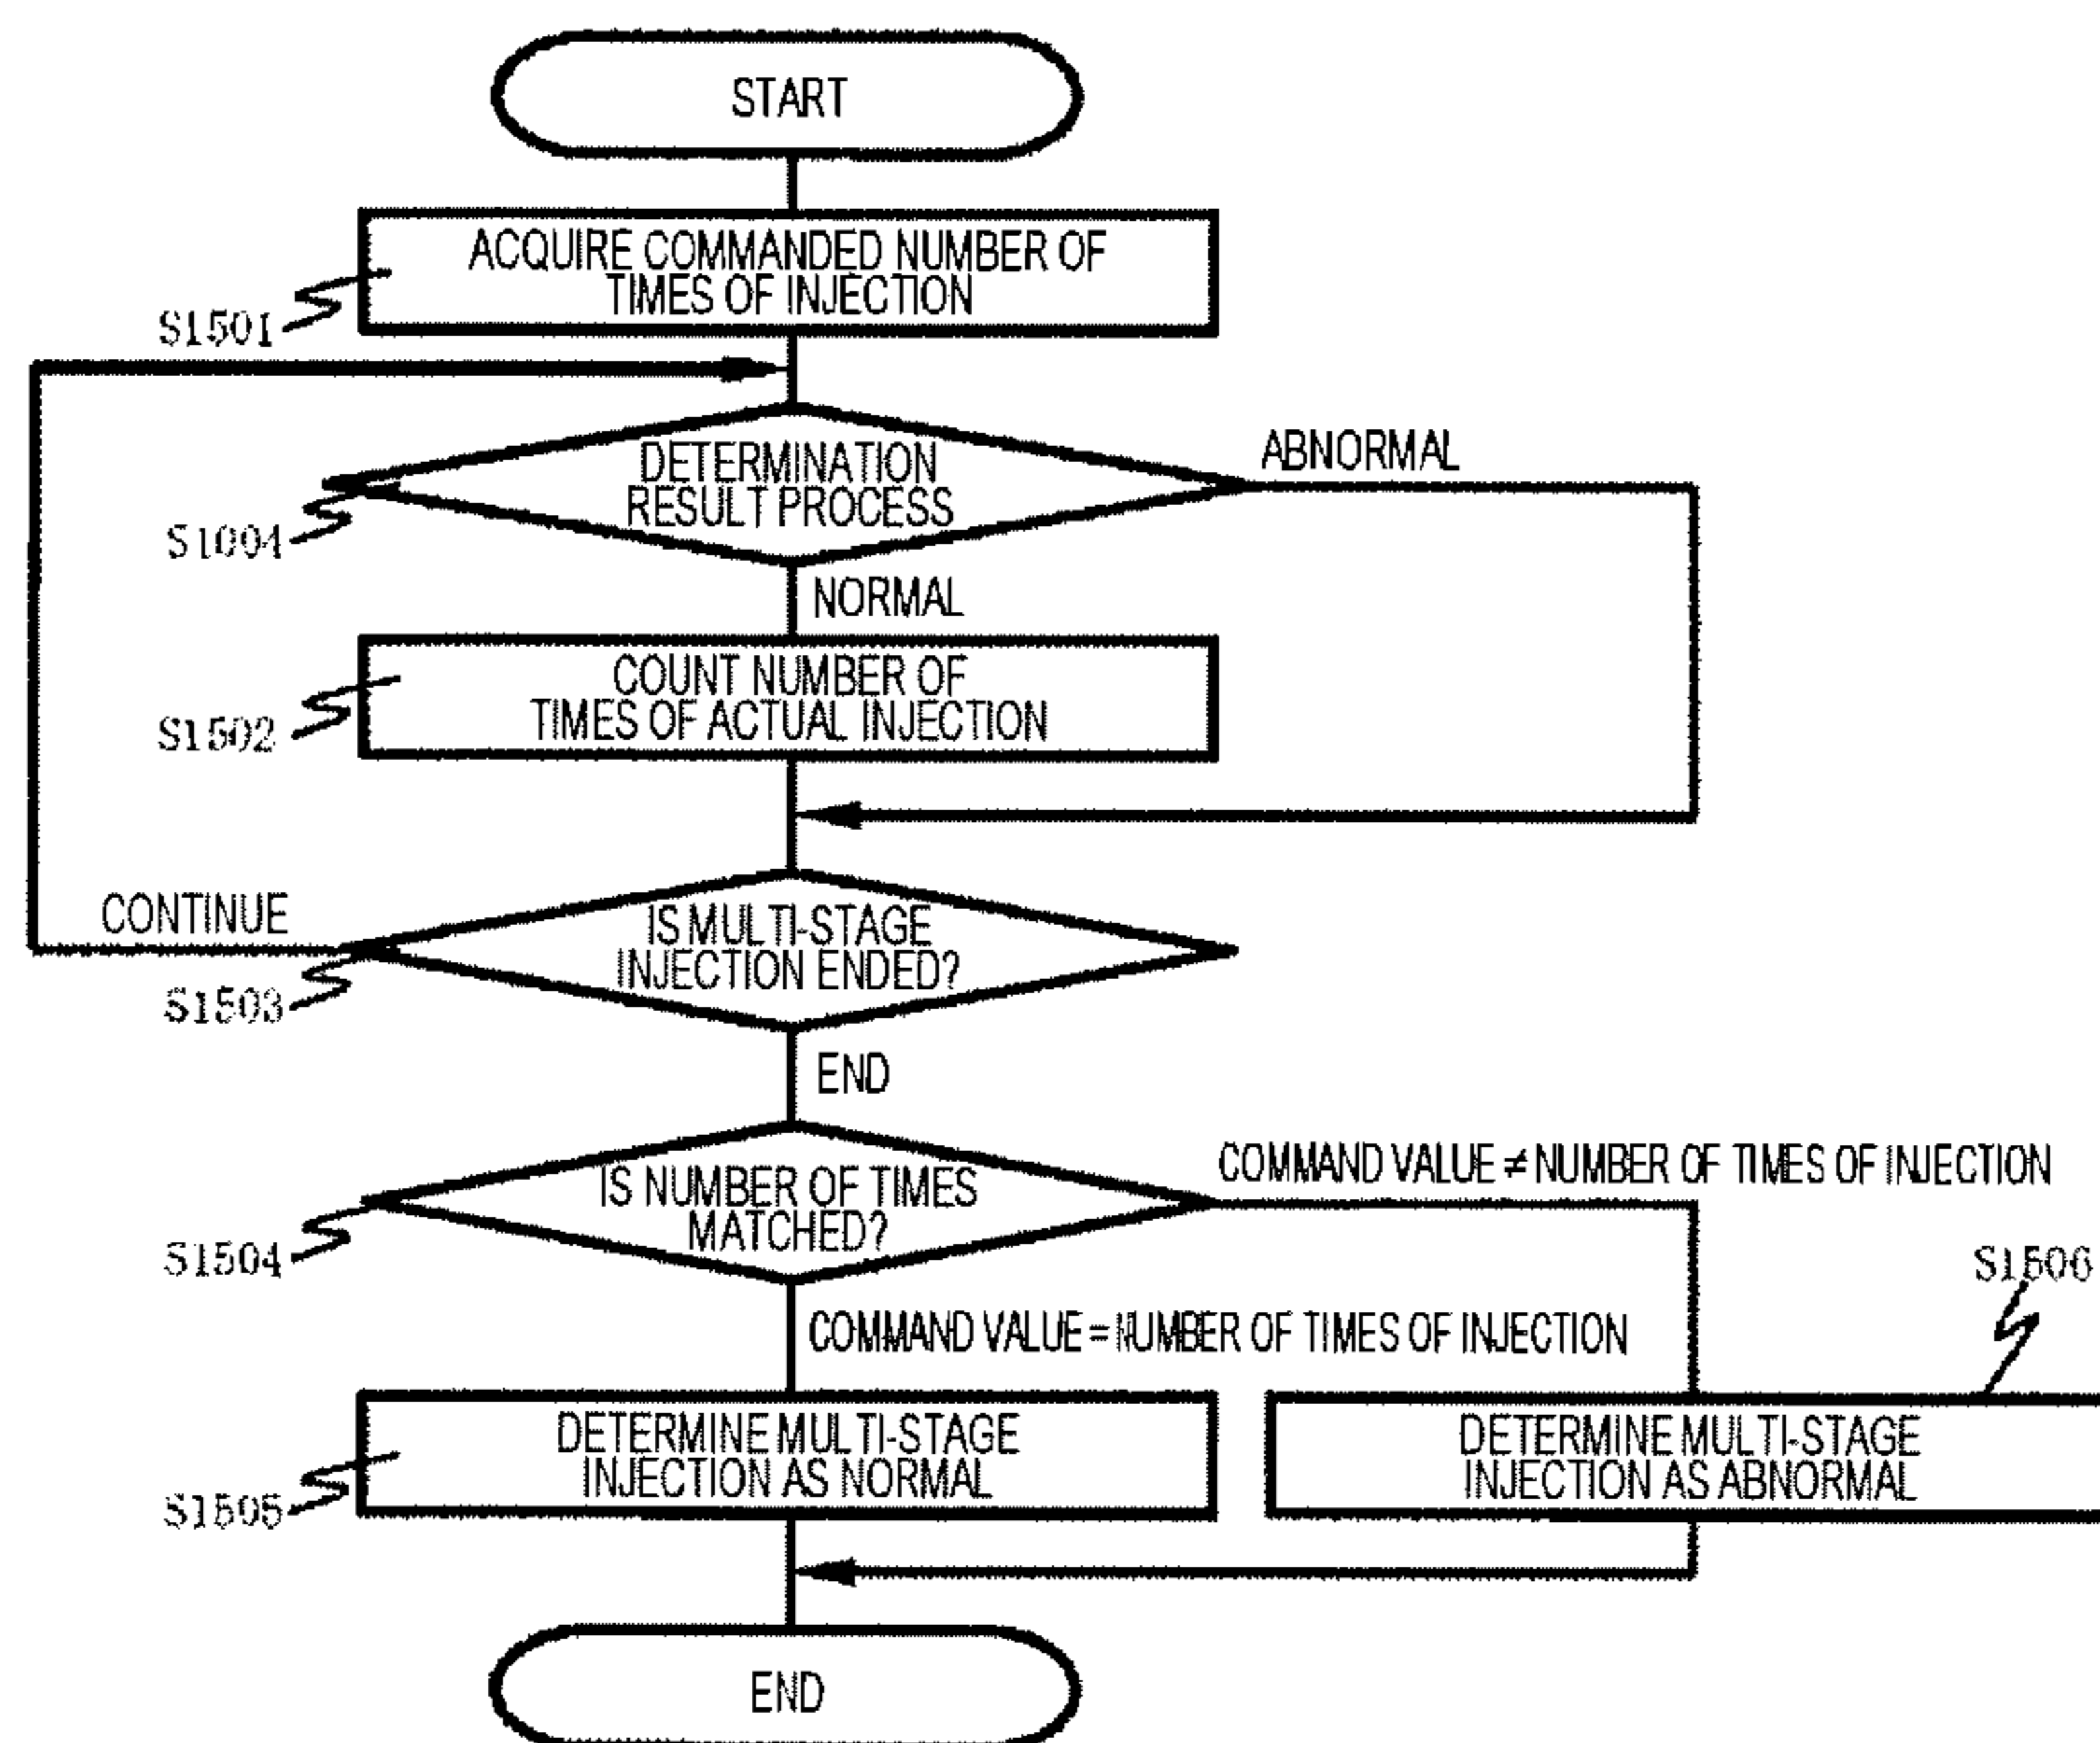 START
ACQUIRE COMMANDED NUMBER OF
TIMES OF INJECTION
S1501
DETERMINATION
RESULT PROCESS
ABNORMAL
S1004
NORMAL
COUNT NUMBER OF
TIMES OF ACTUAL INJECTION
S1502
CONTINUE
IS MULTI-STAGE
INJECTION ENDED?
S1503
END
COMMAND VALUE ≠ NUMBER OF TIMES OF INJECTION
IS NUMBER OF TIMES
MATCHED?
S1504
S1506
COMMAND VALUE = NUMBER OF TIMES OF INJECTION
DETERMINE MULTI-STAGE
INJECTION AS NORMAL
S1505
DETERMINE MULTI-STAGE
INJECTION AS ABNORMAL
END